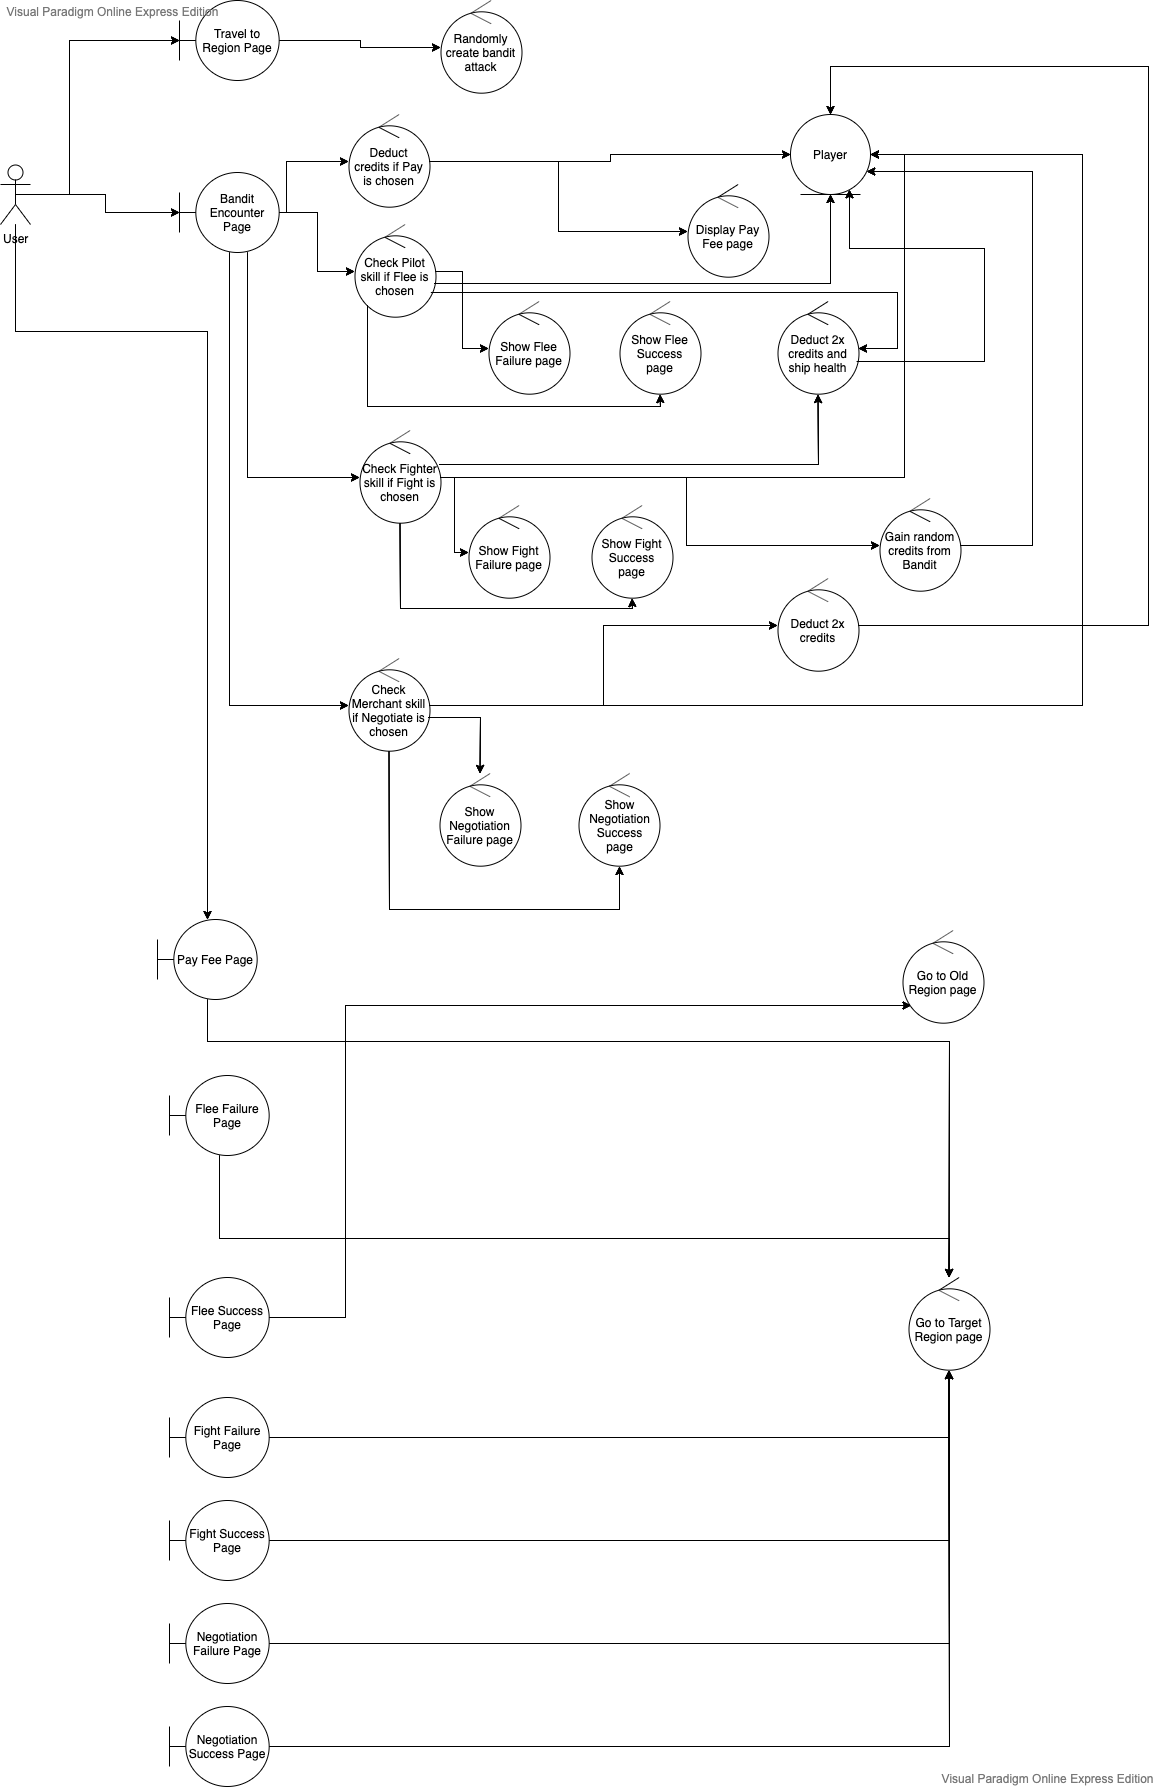 Visual Paradigm Online Express Edition
Travel to
Region Page
Randomly
create bandit
attack
Deduct
credits if Pay
is chosen
Player
User
Bandit
Encounter
Page
Display Pay
Fee page
Check Pilot
skill if Flee is
chosen
Show Flee
Failure page
Show Flee
Success
page
Deduct 2x
credits and
ship health
Check Fighter
skill if Fight is
chosen
Show Fight
Failure page
Show Fight
Success
page
Gain random
credits from
Bandit
Deduct 2x
credits
Check
Merchant skill
if Negotiate is
chosen
Show
Negotiation
Failure page
Show
Negotiation
Success
page
Pay Fee Page
Go to Old
Region page
Flee Failure
Page
Flee Success
Page
Go to Target
Region page
Fight Failure
Page
Fight Success
Page
Negotiation
Failure Page
Negotiation
Success Page
Visual Paradigm Online Express Edition